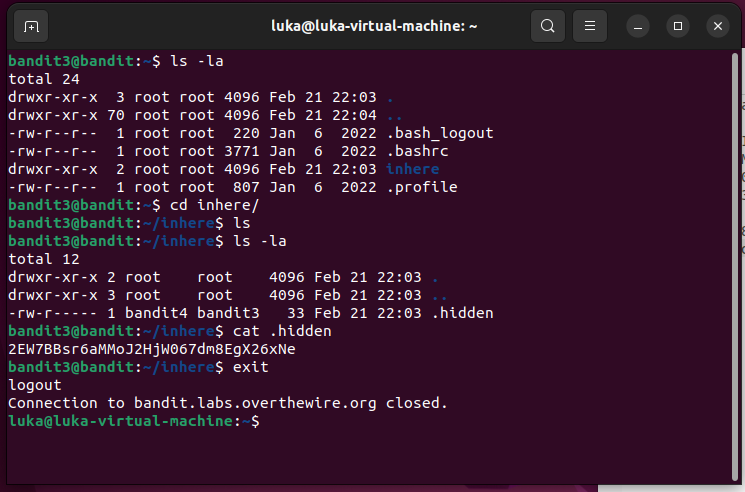 luka@luka-virtual-machine: ~
bandit3@bandit:~$ ls -la
total 24
drwxr-xr-x  3 root root 4096 Feb 21 22:03 .
drwxr-xr-x 70 root root 4096 Feb 21 22:04 ..
-rw-r--r--  1 root root  220 Jan  6  2022 .bash_logout
-rw-r--r--  1 root root 3771 Jan  6  2022 .bashrc
drwxr-xr-x  2 root root 4096 Feb 21 22:03 inhere
-rw-r--r--  1 root root  807 Jan  6  2022 .profile
bandit3@bandit:~$ cd inhere/
bandit3@bandit:~/inhere$ ls
bandit3@bandit:~/inhere$ ls -la
total 12
drwxr-xr-x 2 root    root    4096 Feb 21 22:03 .
drwxr-xr-x 3 root    root    4096 Feb 21 22:03 ..
-rw-r----- 1 bandit4 bandit3   33 Feb 21 22:03 .hidden
bandit3@bandit:~/inhere$ cat .hidden
2EW7BBsr6aMMoJ2HjW067dm8EgX26xNe
bandit3@bandit:~/inhere$ exit
logout
Connection to bandit.labs.overthewire.org closed.
luka@luka-virtual-machine:~$